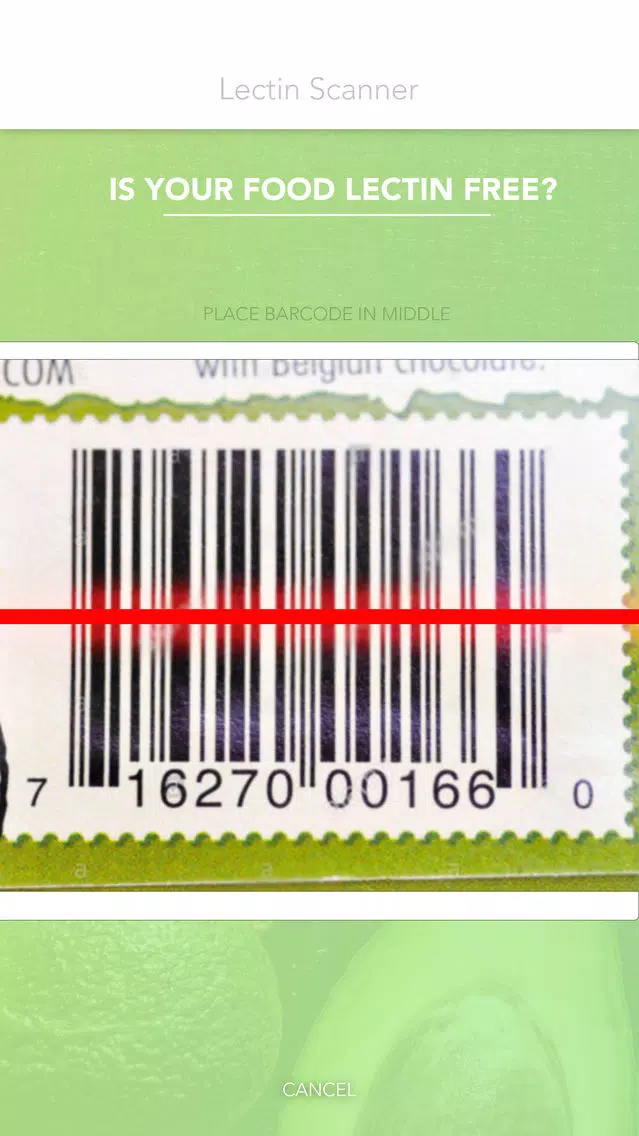 Lectin Scanner
IS YOUR FOOD LECTIN FREE?
PLACE BARCODE IN MIDDLE
COM
with Belgian chocolate.
7 16270 00166 0
a
a
a
a
a
a
CANCEL